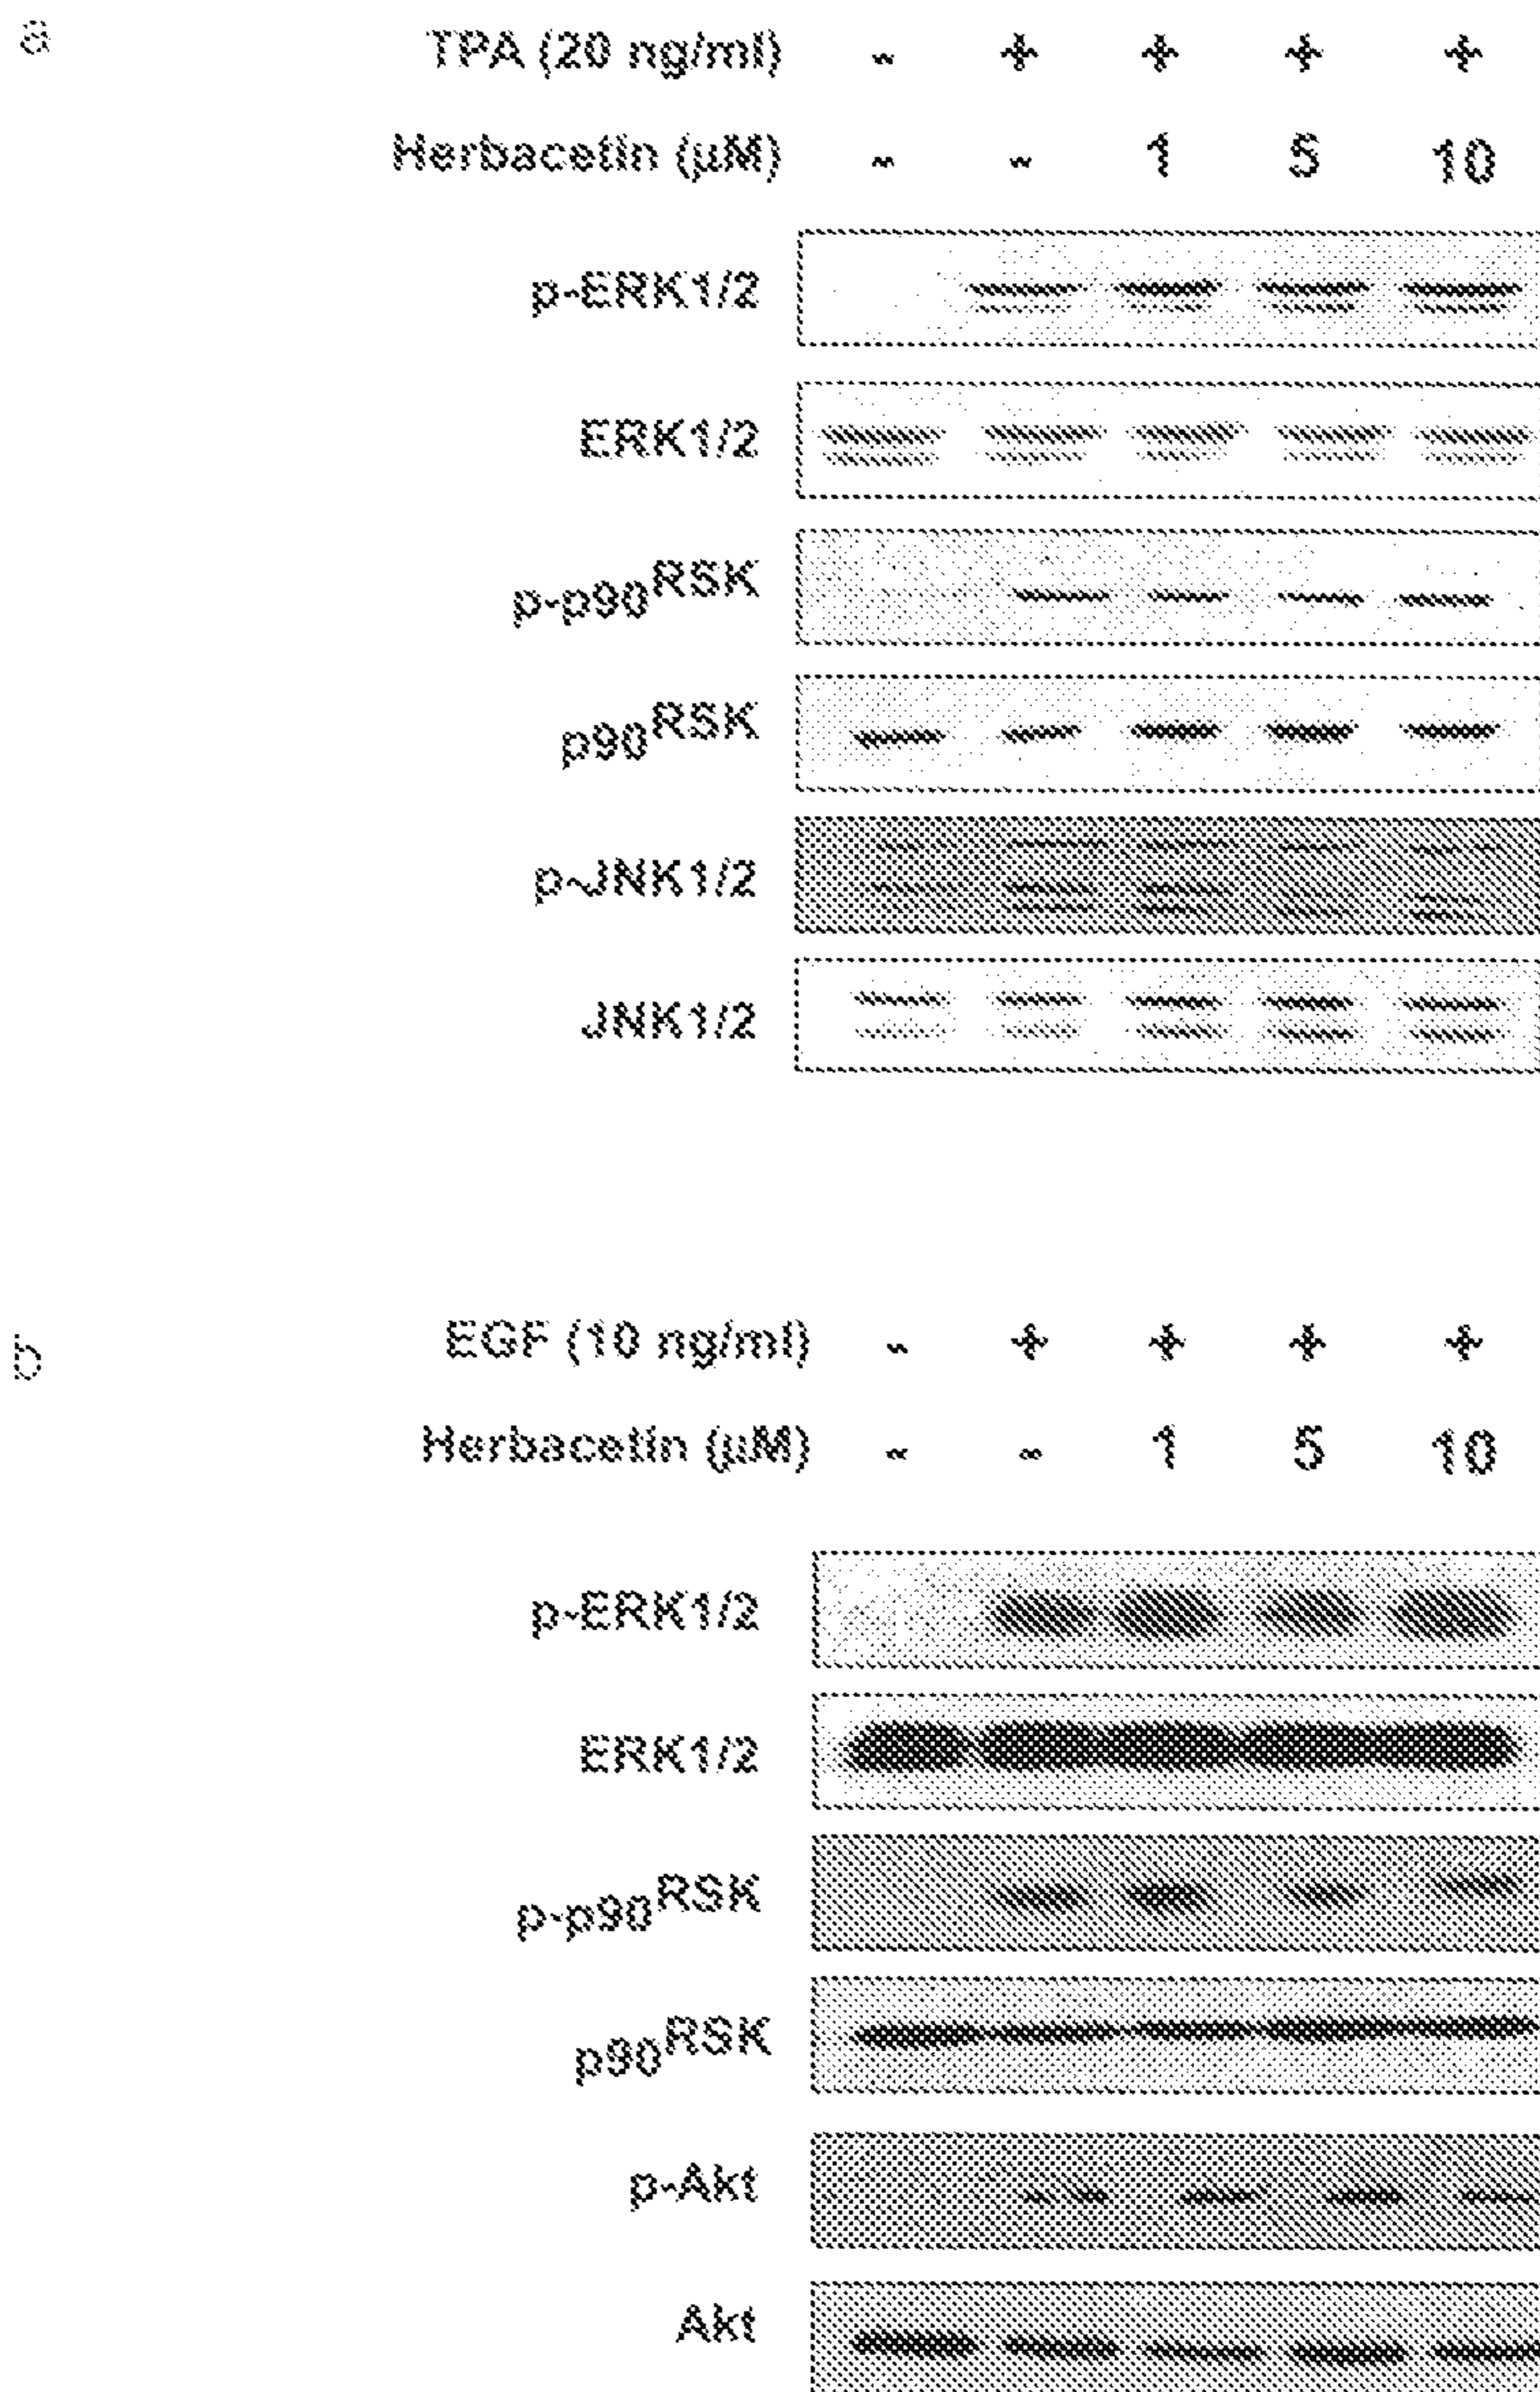 a
TPA (20 ng/ml) - + + + +
Herbacetin (μM) - - 1 5 10
p-ERK1/2
ERK1/2
p-p90RSK
p90RSK
p-JNK1/2
JNK1/2
b
EGF (10 ng/ml) - + + + +
Herbacetin (μM) - - 1 5 10
p-ERK1/2
ERK1/2
p-p90RSK
p90RSK
p-Akt
Akt